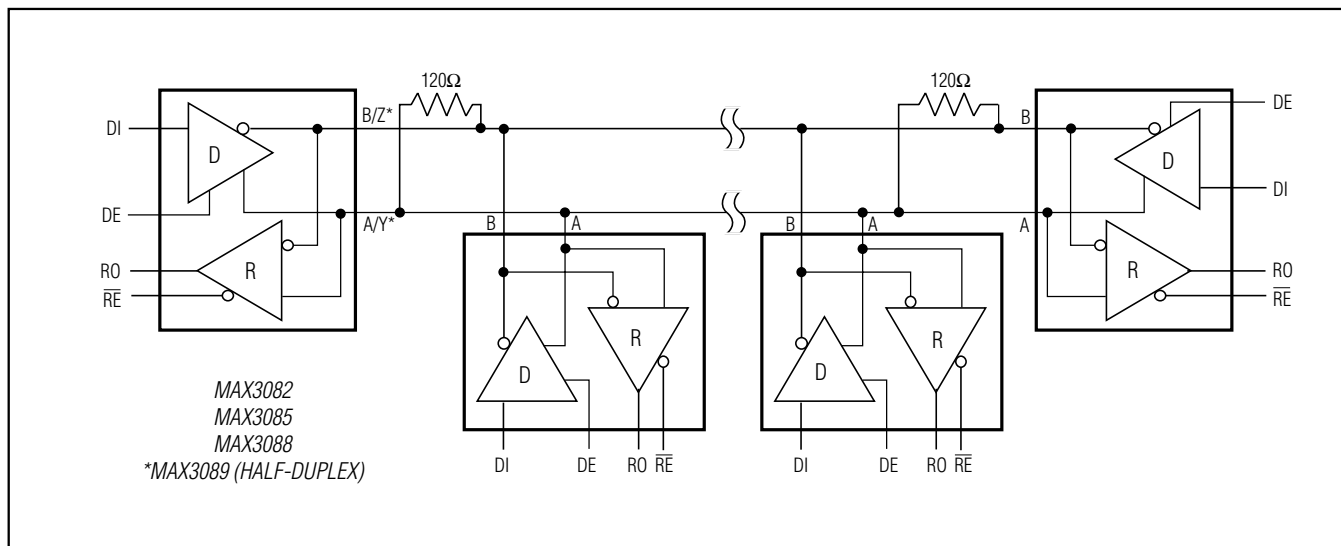 120Ω
120Ω
DI
B/Z*
D
DE
A/Y*
RO
R
RE
B
D
DE
DI
A
R
RO
RE
B
A
D
R
DI
DE
RO
RE
B
A
D
R
DI
DE
RO
RE
MAX3082
MAX3085
MAX3088
*MAX3089 (HALF-DUPLEX)